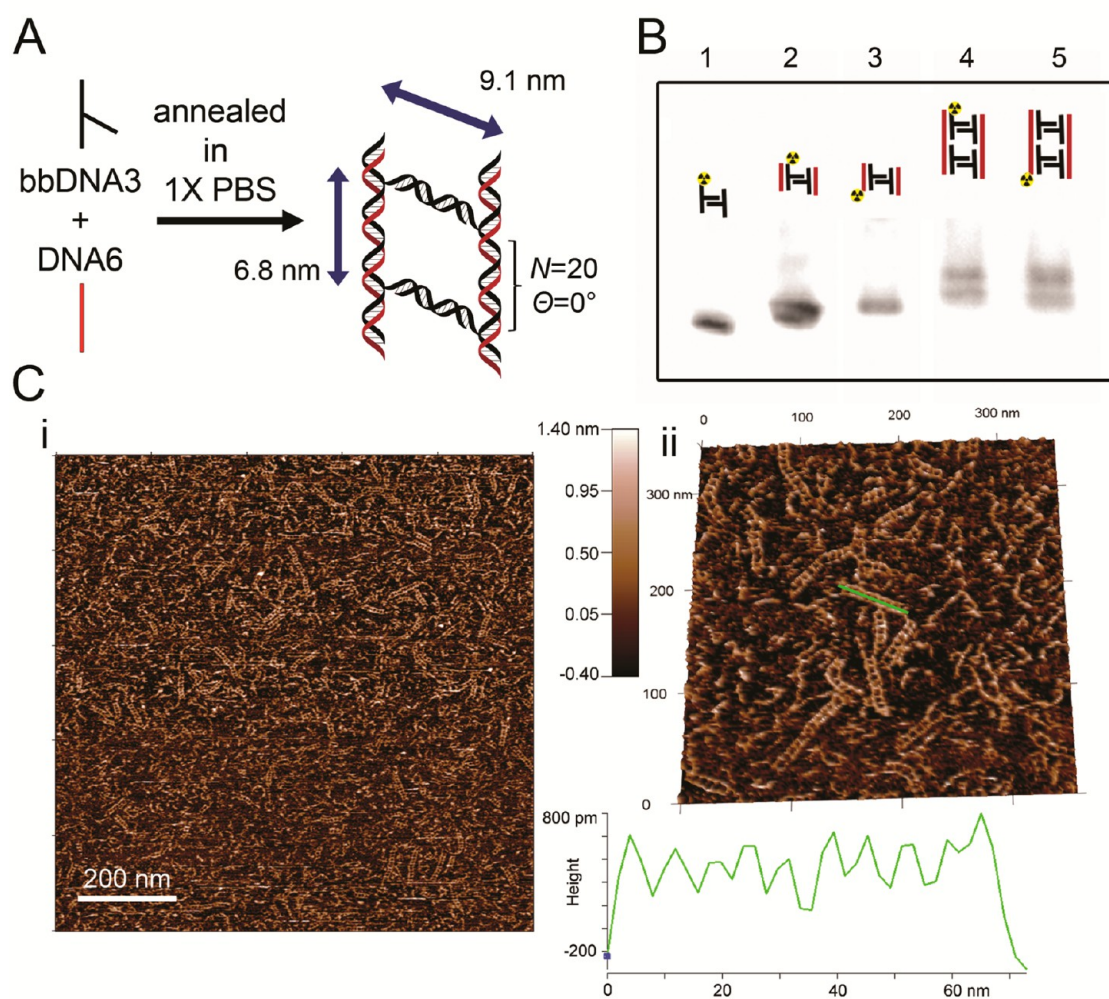 A
bbDNA3
+
DNA6
annealed
in
1X PBS
9.1 nm
6.8 nm
N=20
Θ=0°
B
1 2 3 4 5
C
i
200 nm
1.40 nm
0.95
0.50
0.05
-0.40
ii
0 100 200 300 nm
300 nm
200
100
0
800 pm
Height
-200
0 20 40 60 nm